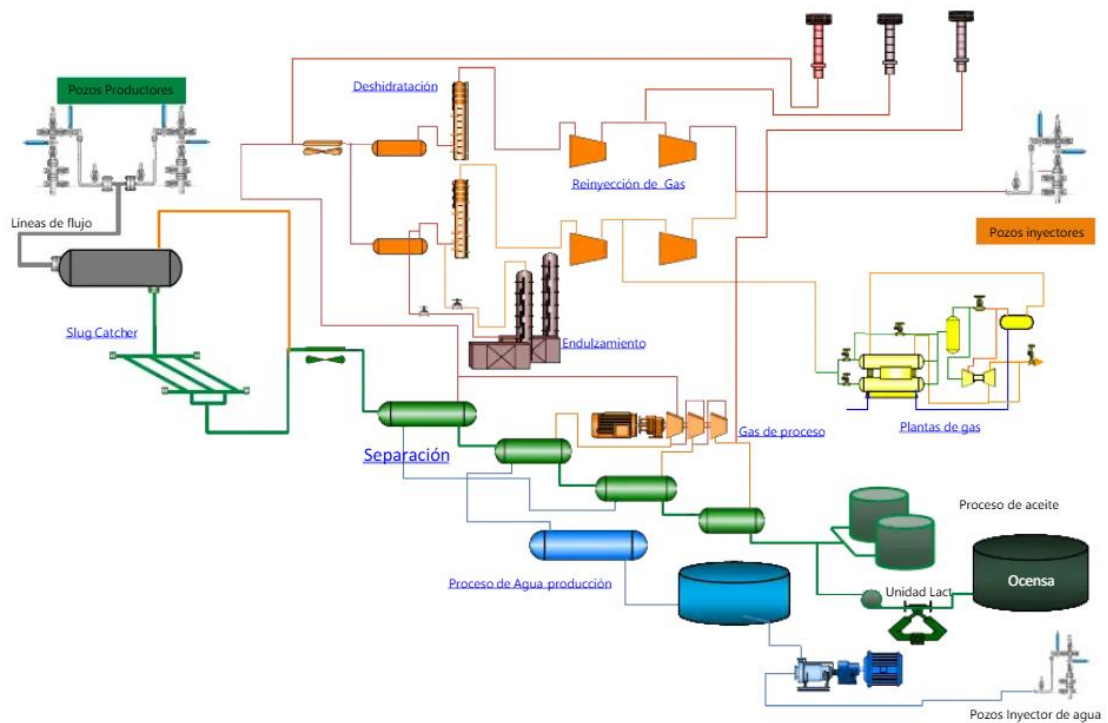 Pozos Productores
Deshidratación
Reinyección de Gas
Líneas de flujo
Pozos inyectores
Slug Catcher
Endulzamiento
Plantas de gas
Gas de proceso
Separación
Proceso de aceite
Ocensa
Proceso de Agua producción
Unidad Lact
Pozos Inyector de agua